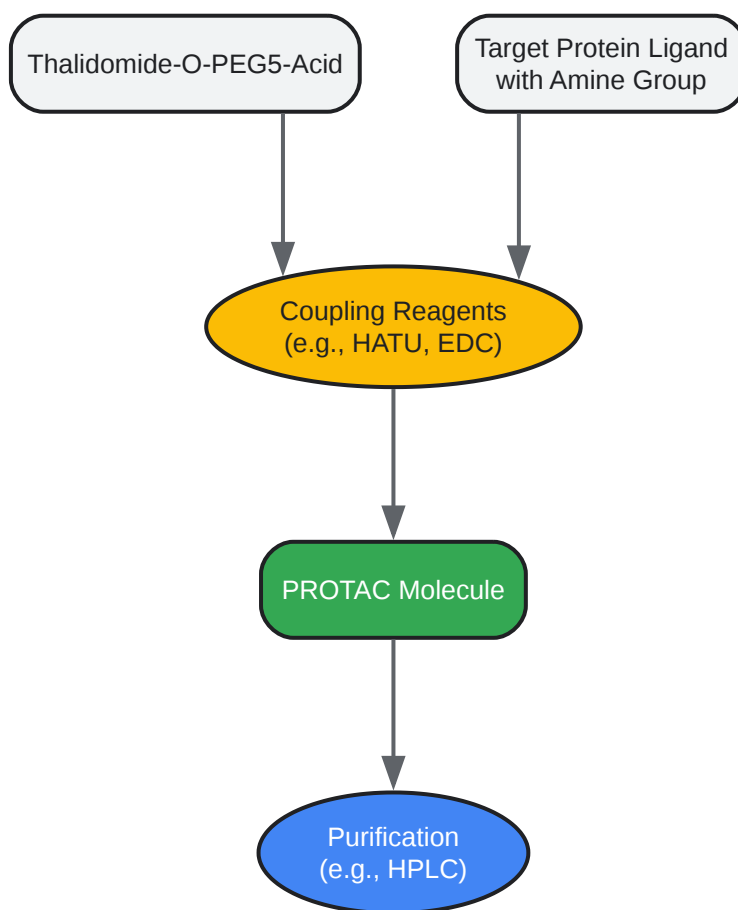 Thalidomide-O-PEG5-Acid
Target Protein Ligand
with Amine Group
Coupling Reagents
(e.g., HATU, EDC)
PROTAC Molecule
Purification
(e.g., HPLC)